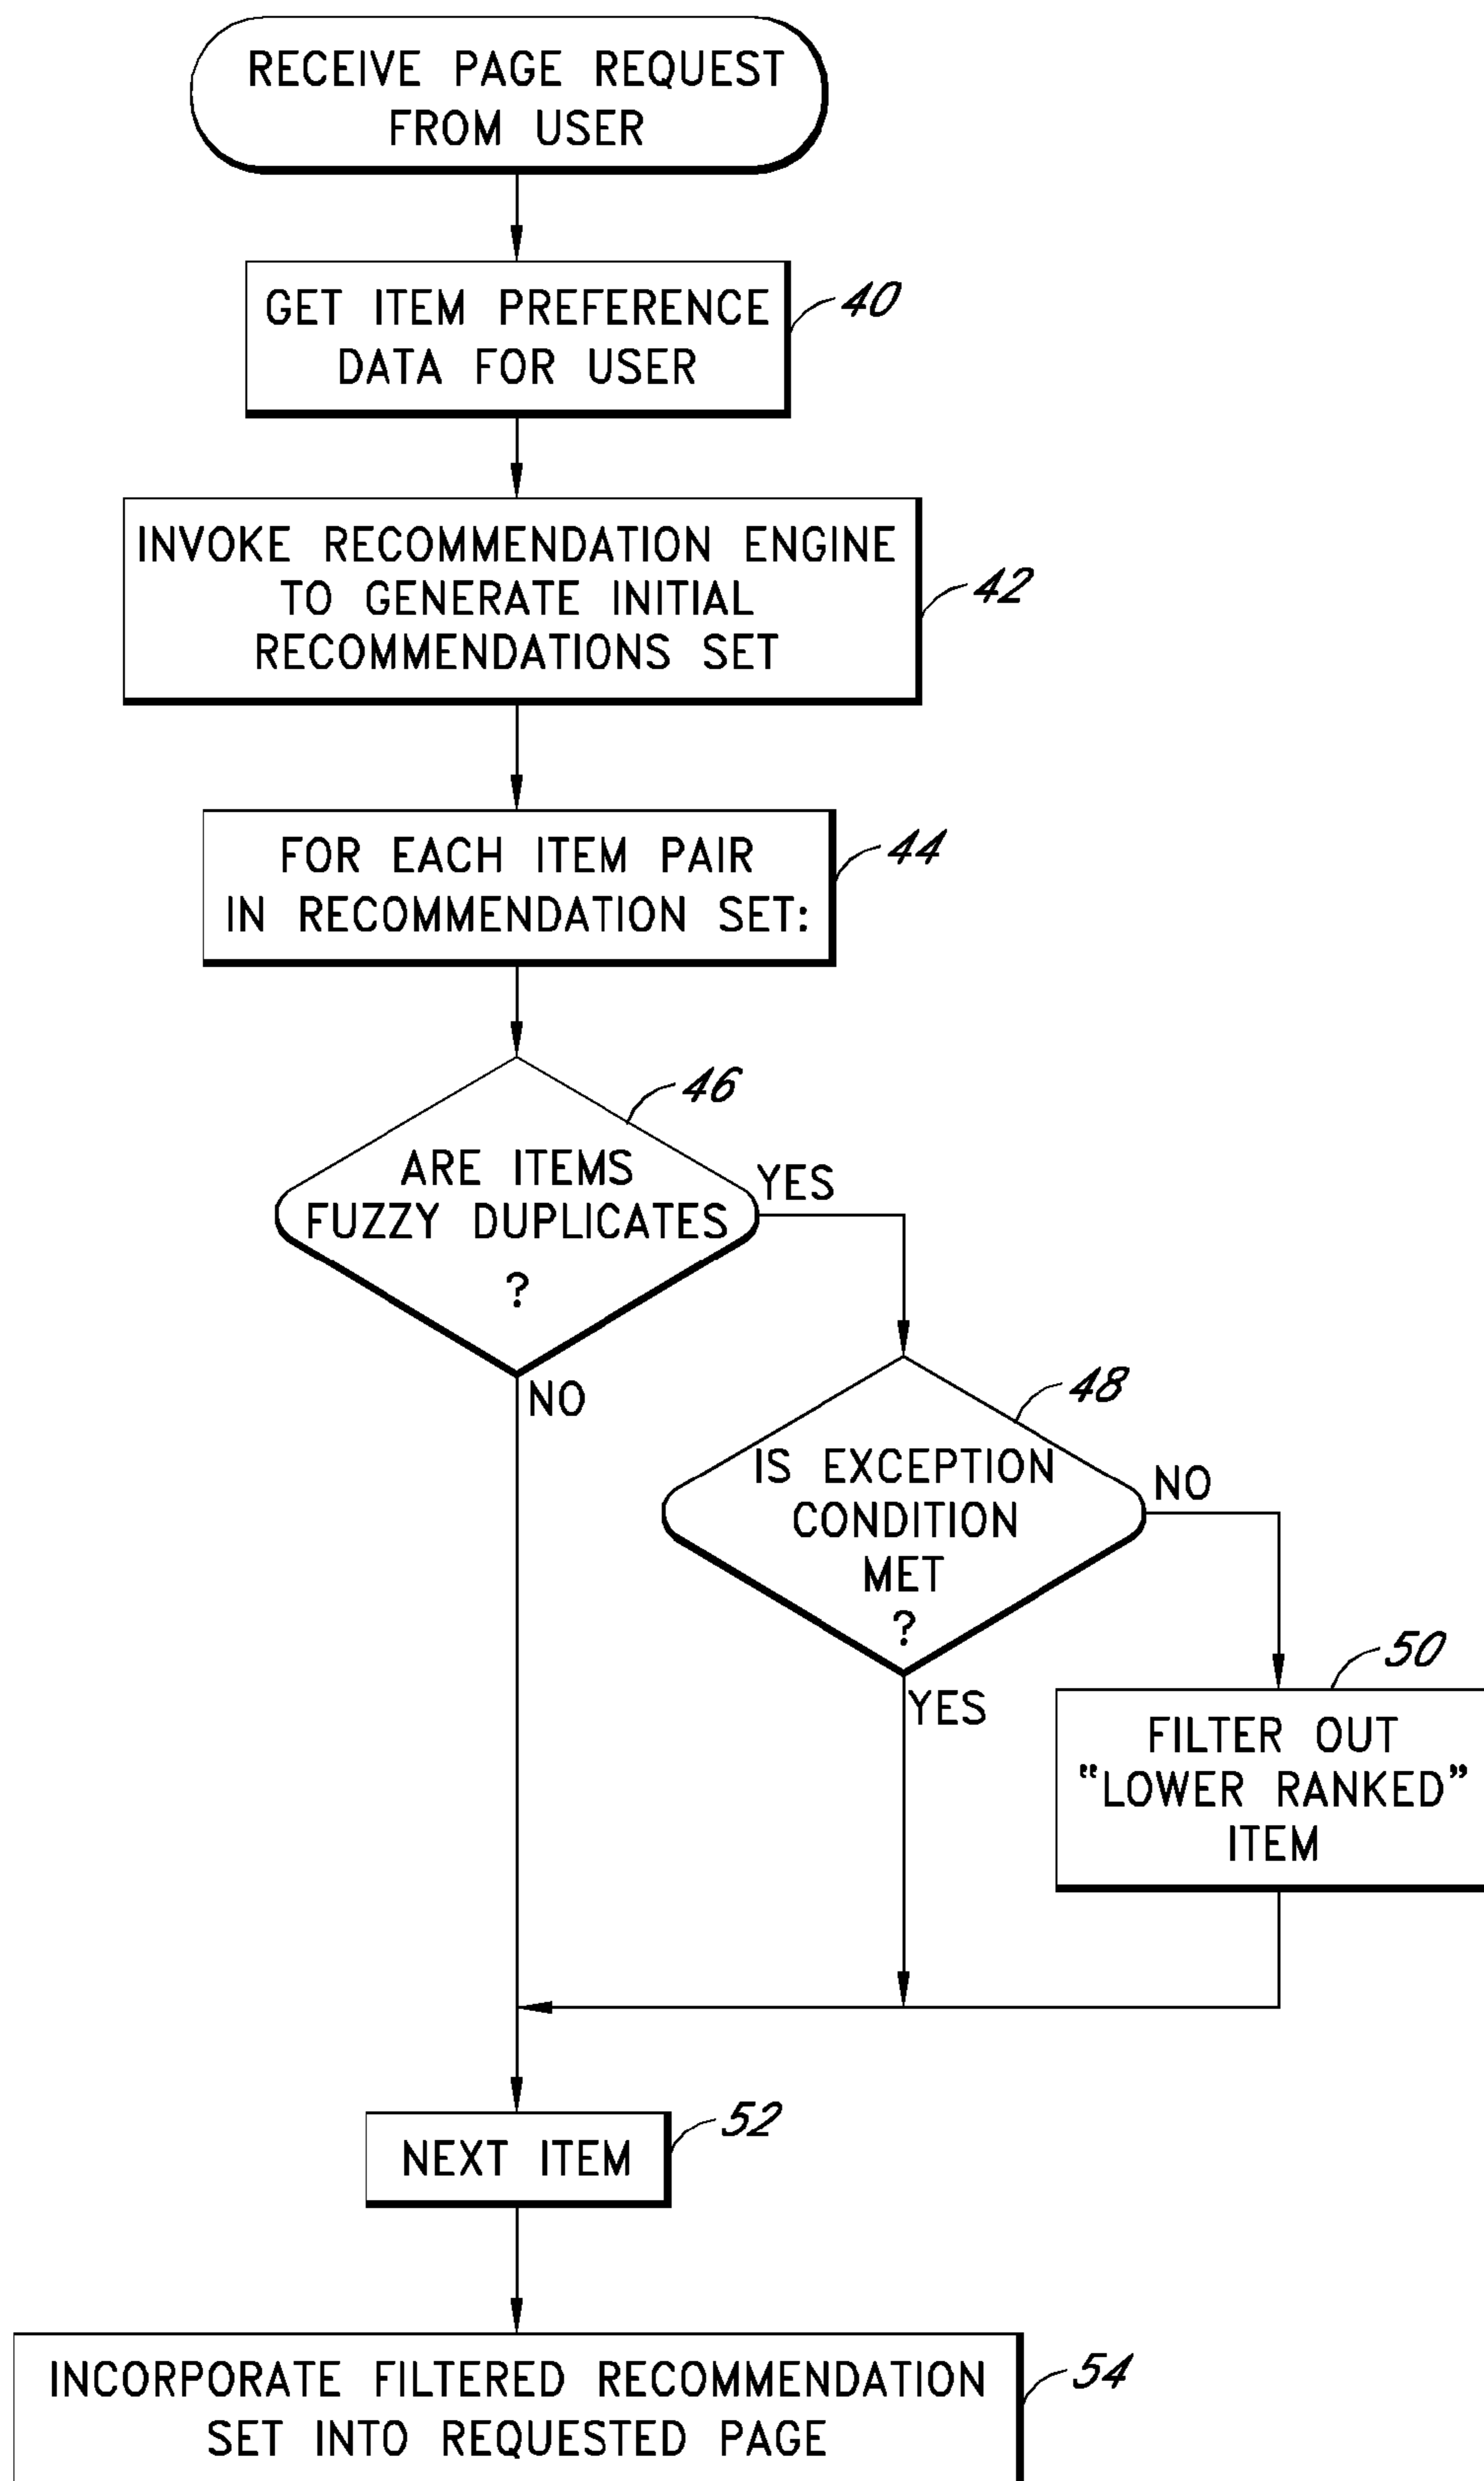 RECEIVE PAGE REQUEST
FROM USER
GET ITEM PREFERENCE
DATA FOR USER
40
INVOKE RECOMMENDATION ENGINE
TO GENERATE INITIAL
RECOMMENDATIONS SET
42
FOR EACH ITEM PAIR
IN RECOMMENDATION SET:
44
46
ARE ITEMS
FUZZY DUPLICATES
?
YES
NO
48
IS EXCEPTION
CONDITION
MET
?
NO
YES
50
FILTER OUT
“LOWER RANKED”
ITEM
NEXT ITEM
52
INCORPORATE FILTERED RECOMMENDATION
SET INTO REQUESTED PAGE
54